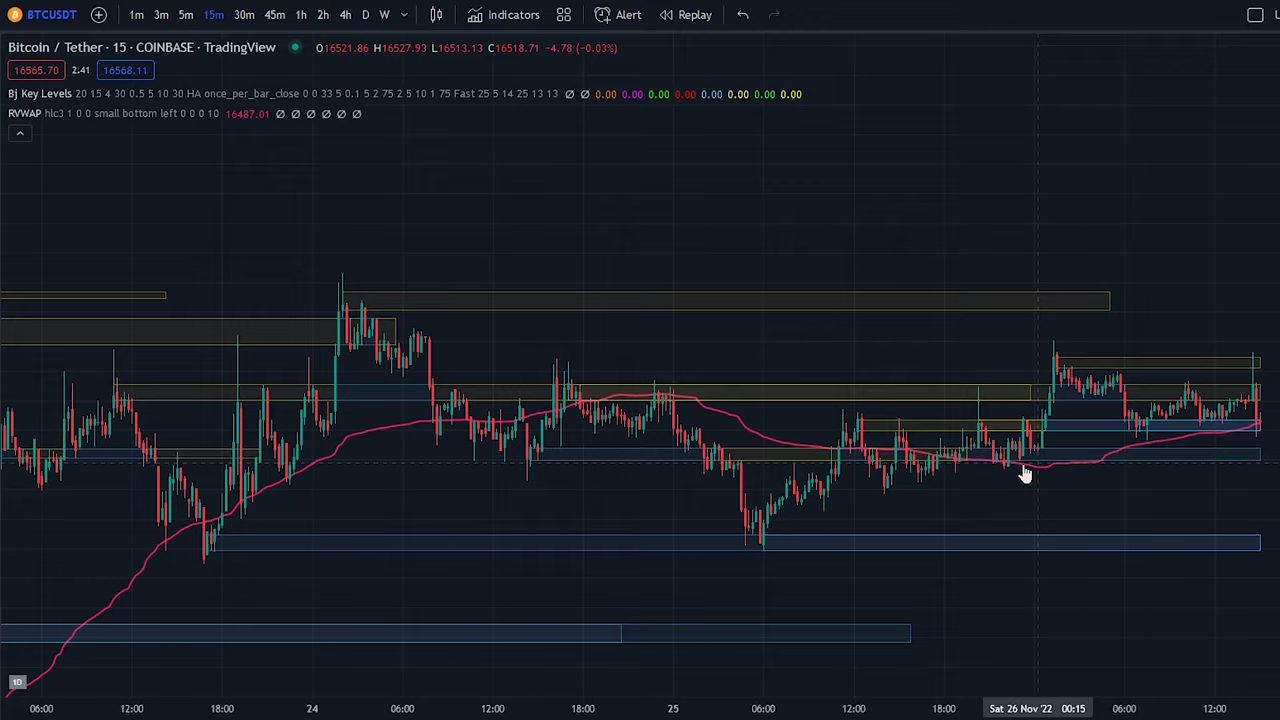 BTCUSDT 1m 3m 5m 15m 30m 45m 1h 2h 4h D W Indicators Alert Replay
Bitcoin / Tether · 15 · COINBASE · TradingView O16521.86 H16527.93 L16513.13 C16518.71 −4.78 (−0.03%)
16565.70 2.41 16568.11
Bj Key Levels 20 15 4 30 0.5 5 10 30 HA once_per_bar_close 0 0 33 5 0.1 5 2 75 2 5 10 1 75 Fast 25 5 14 25 13 13 ∅ ∅ 0.00 0.00 0.00 0.00 0.00 0.00 0.00 0.00
RVWAP hlc3 1 0 0 small bottom left 0 0 0 10 16487.01 ∅ ∅ ∅ ∅ ∅ ∅
1D
06:00 12:00 18:00 24 06:00 12:00 18:00 25 06:00 12:00 18:00 Sat 26 Nov '22 00:15 06:00 12:00